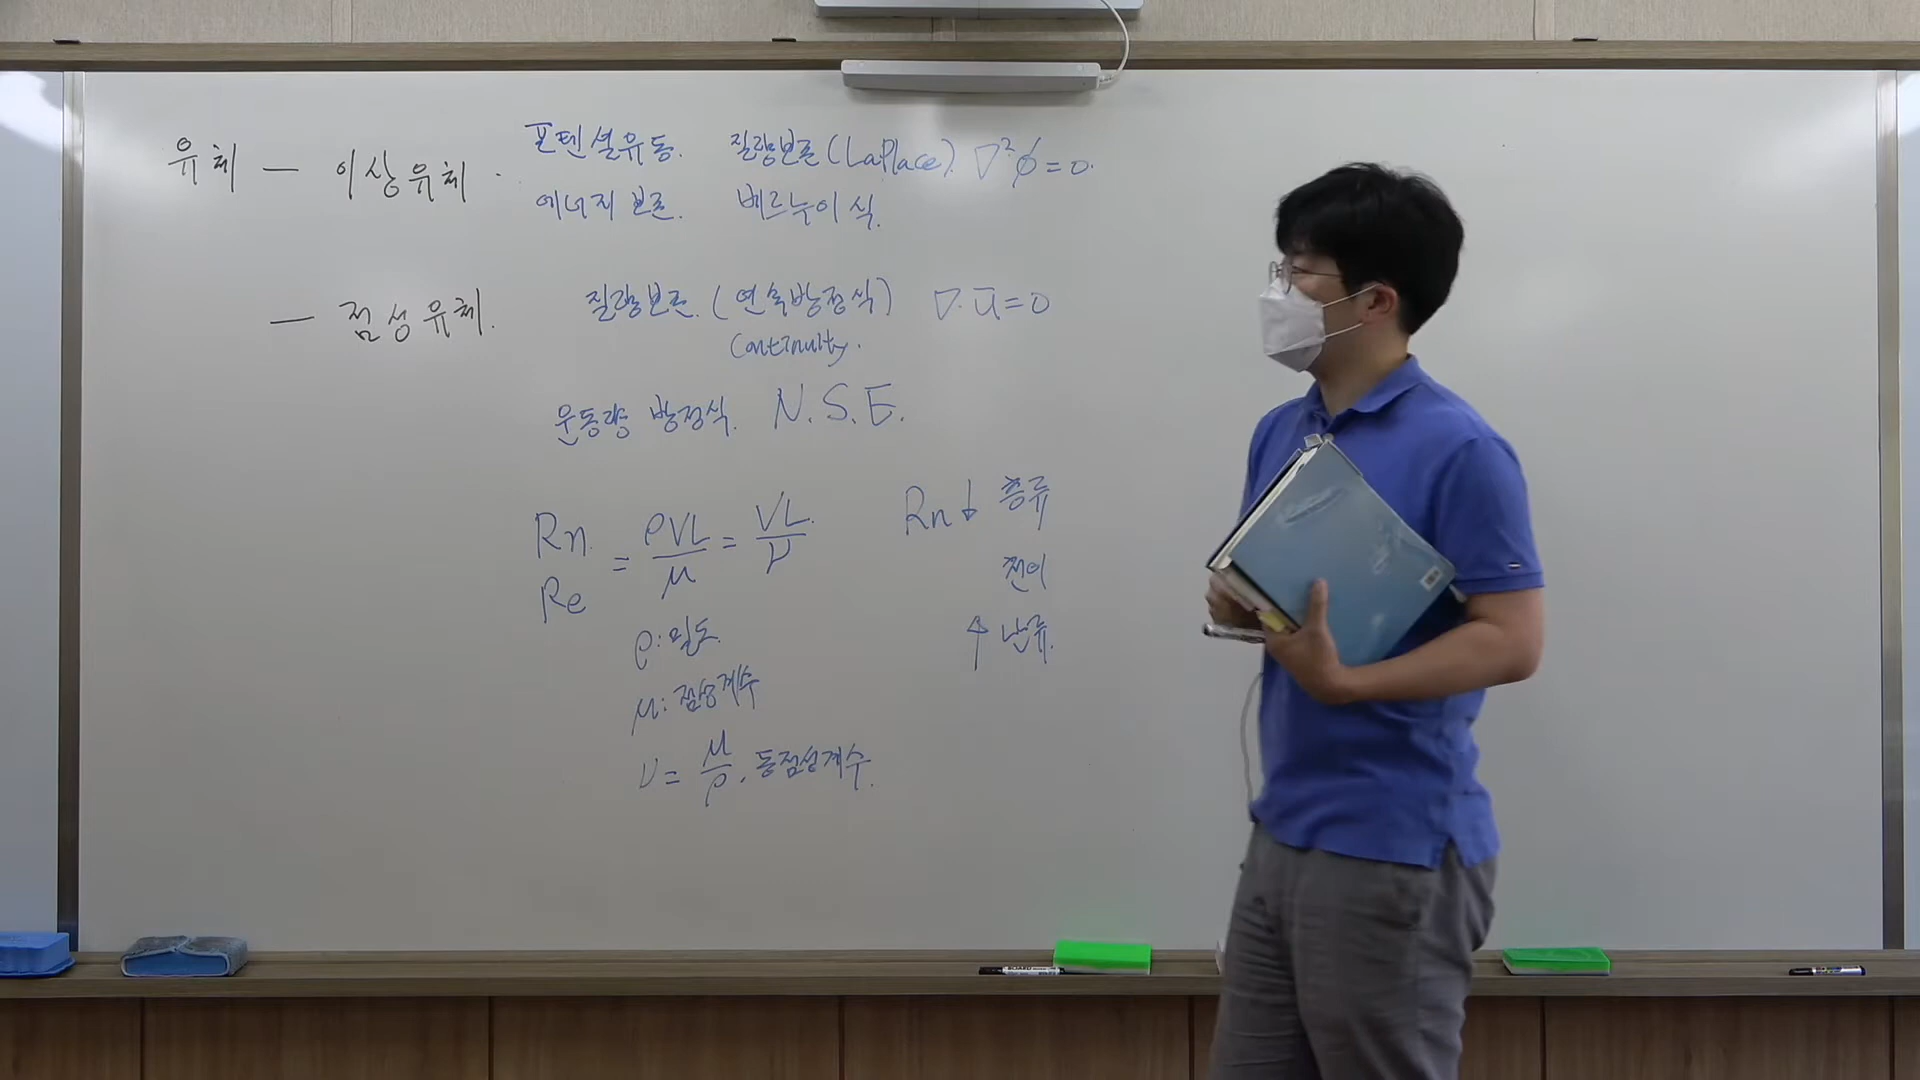 유체 — 이상유체. 포텐셜유동. 질량보존 (LaPlace). ∇²φ=0.
에너지 보존. 베르누이 식.
— 점성유체. 질량보존. (연속방정식) ∇·ū=0
Continuity.
운동량 방정식. N.S.E.
Rn = ρVL/μ = VL/ν Rn↓ 층류
Re 천이
ρ: 밀도. ↑ 난류.
μ: 점성계수
ν = μ/ρ. 동점성계수.
BOARD